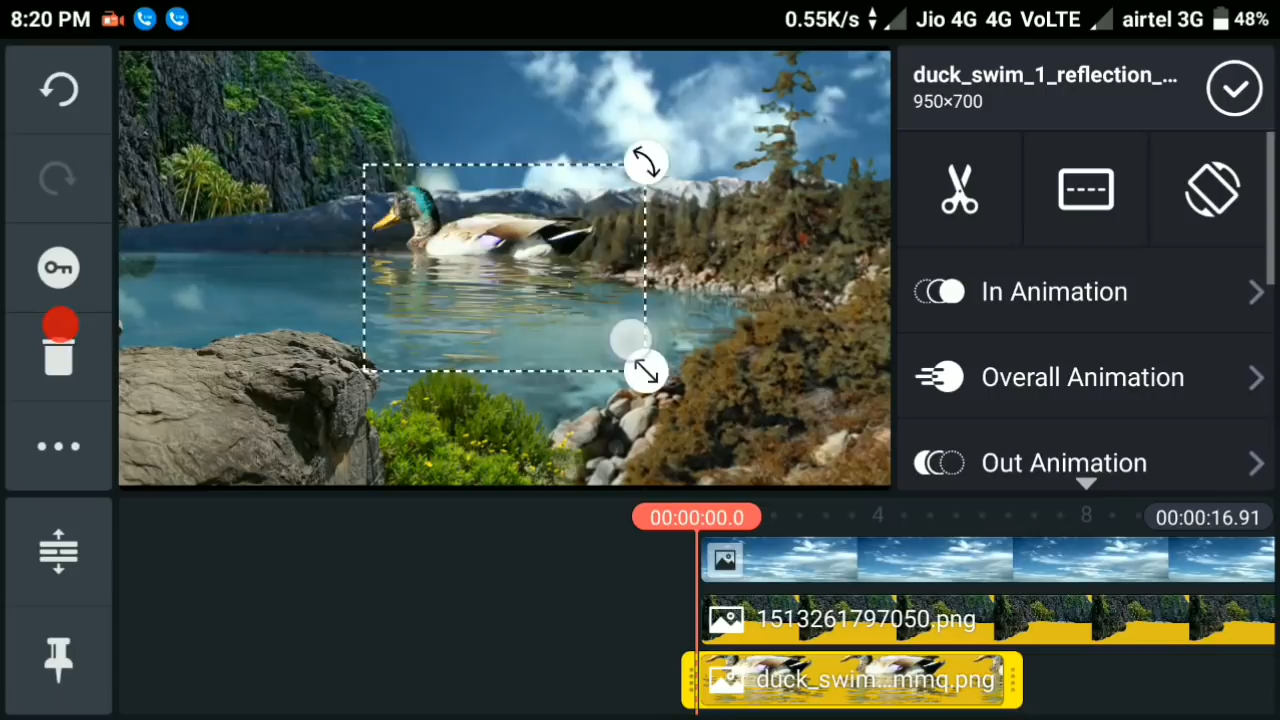 8:20 PM
0.55K/s Jio 4G 4G VoLTE airtel 3G 48%
duck_swim_1_reflection_...
950×700
In Animation
Overall Animation
Out Animation
00:00:00.0 4 8 00:00:16.91
1513261797050.png
duck_swim...mmq.png